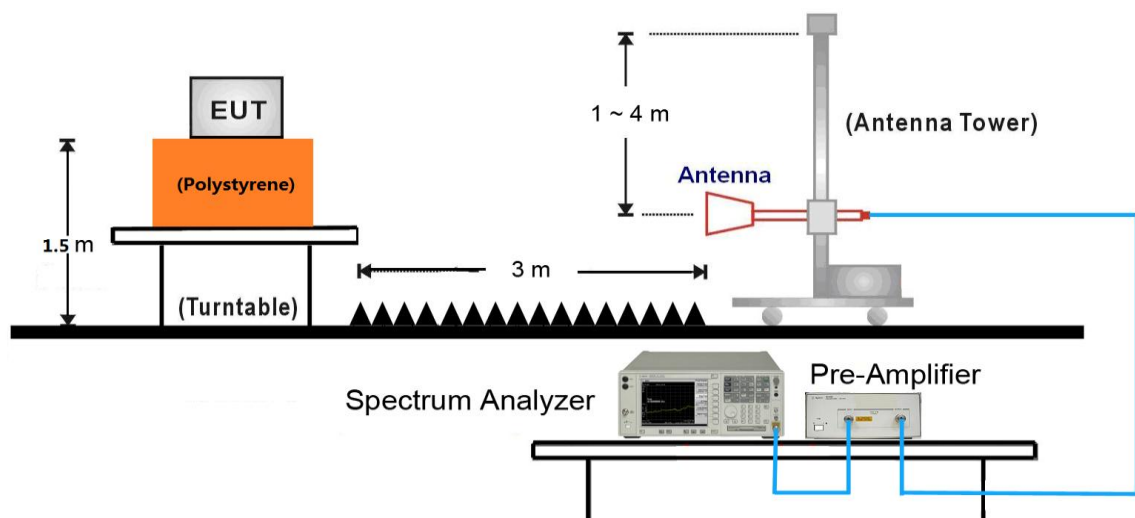 EUT
(Polystyrene)
1.5 m
(Turntable)
3 m
1 ~ 4 m
Antenna
(Antenna Tower)
Spectrum Analyzer
Pre-Amplifier